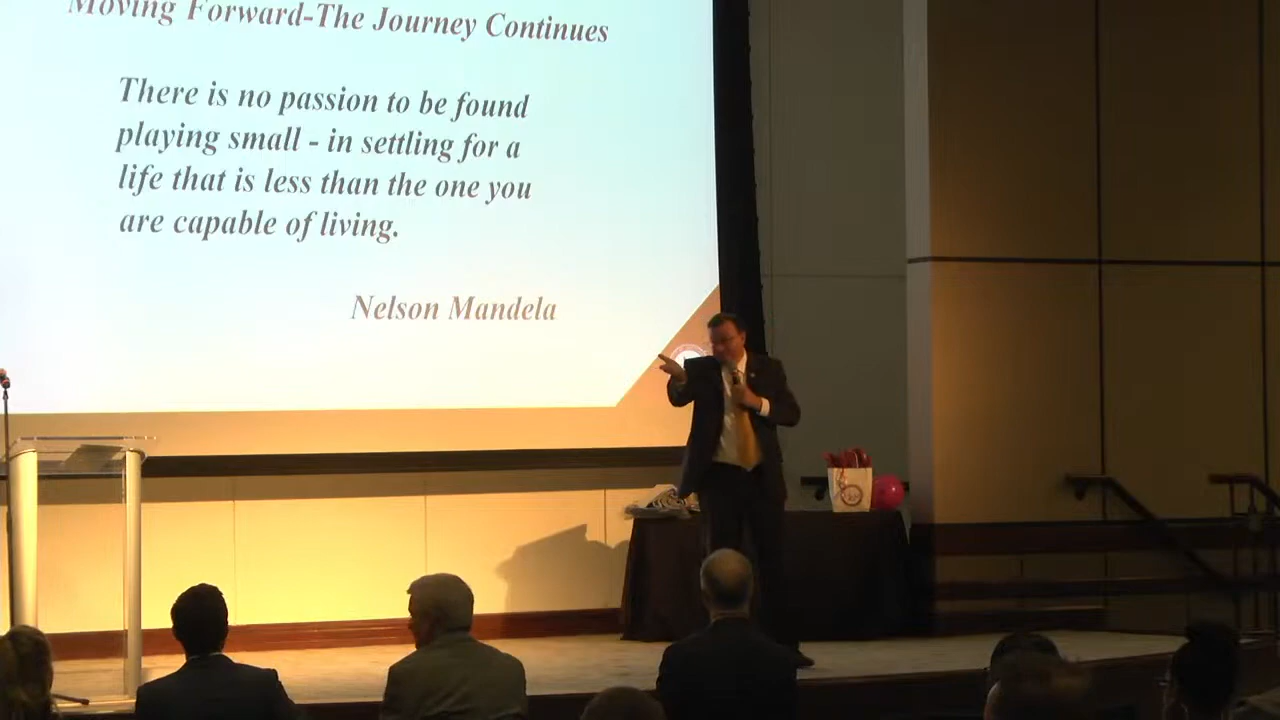 Moving Forward-The Journey Continues
There is no passion to be found
playing small - in settling for a
life that is less than the one you
are capable of living.
Nelson Mandela